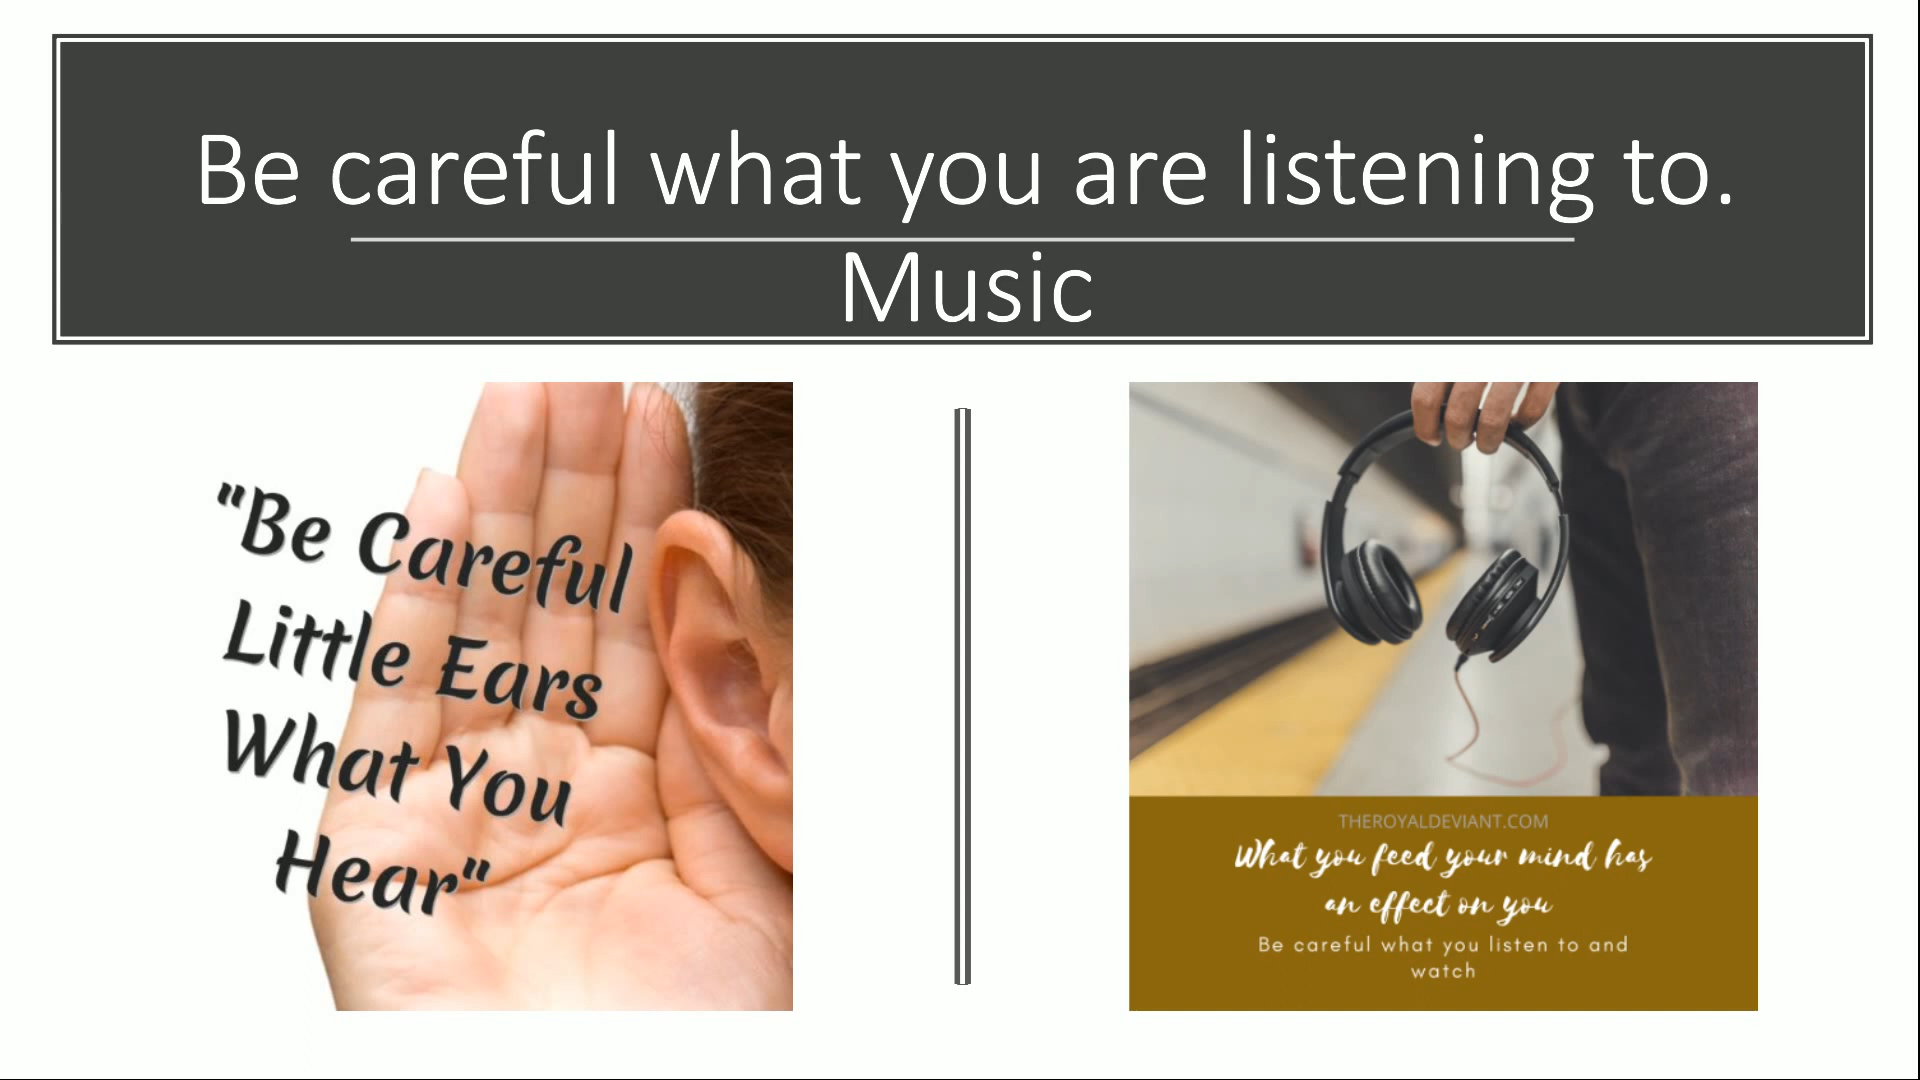 Be careful what you are listening to.
Music
"Be Careful
Little Ears
What You
Hear"
THEROYALDEVIANT.COM
What you feed your mind has
an effect on you
Be careful what you listen to and
watch